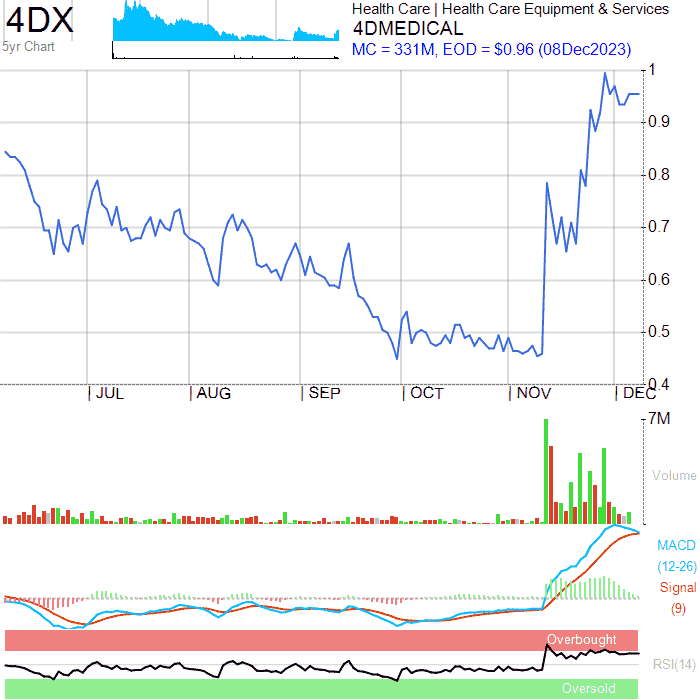 4DX
5yr Chart
Health Care | Health Care Equipment & Services
4DMEDICAL
MC = 331M, EOD = $0.96 (08Dec2023)
1
0.9
0.8
0.7
0.6
0.5
0.4
JUL AUG SEP OCT NOV DEC
7M
Volume
MACD
(12-26)
Signal
(9)
Overbought
RSI(14)
Oversold